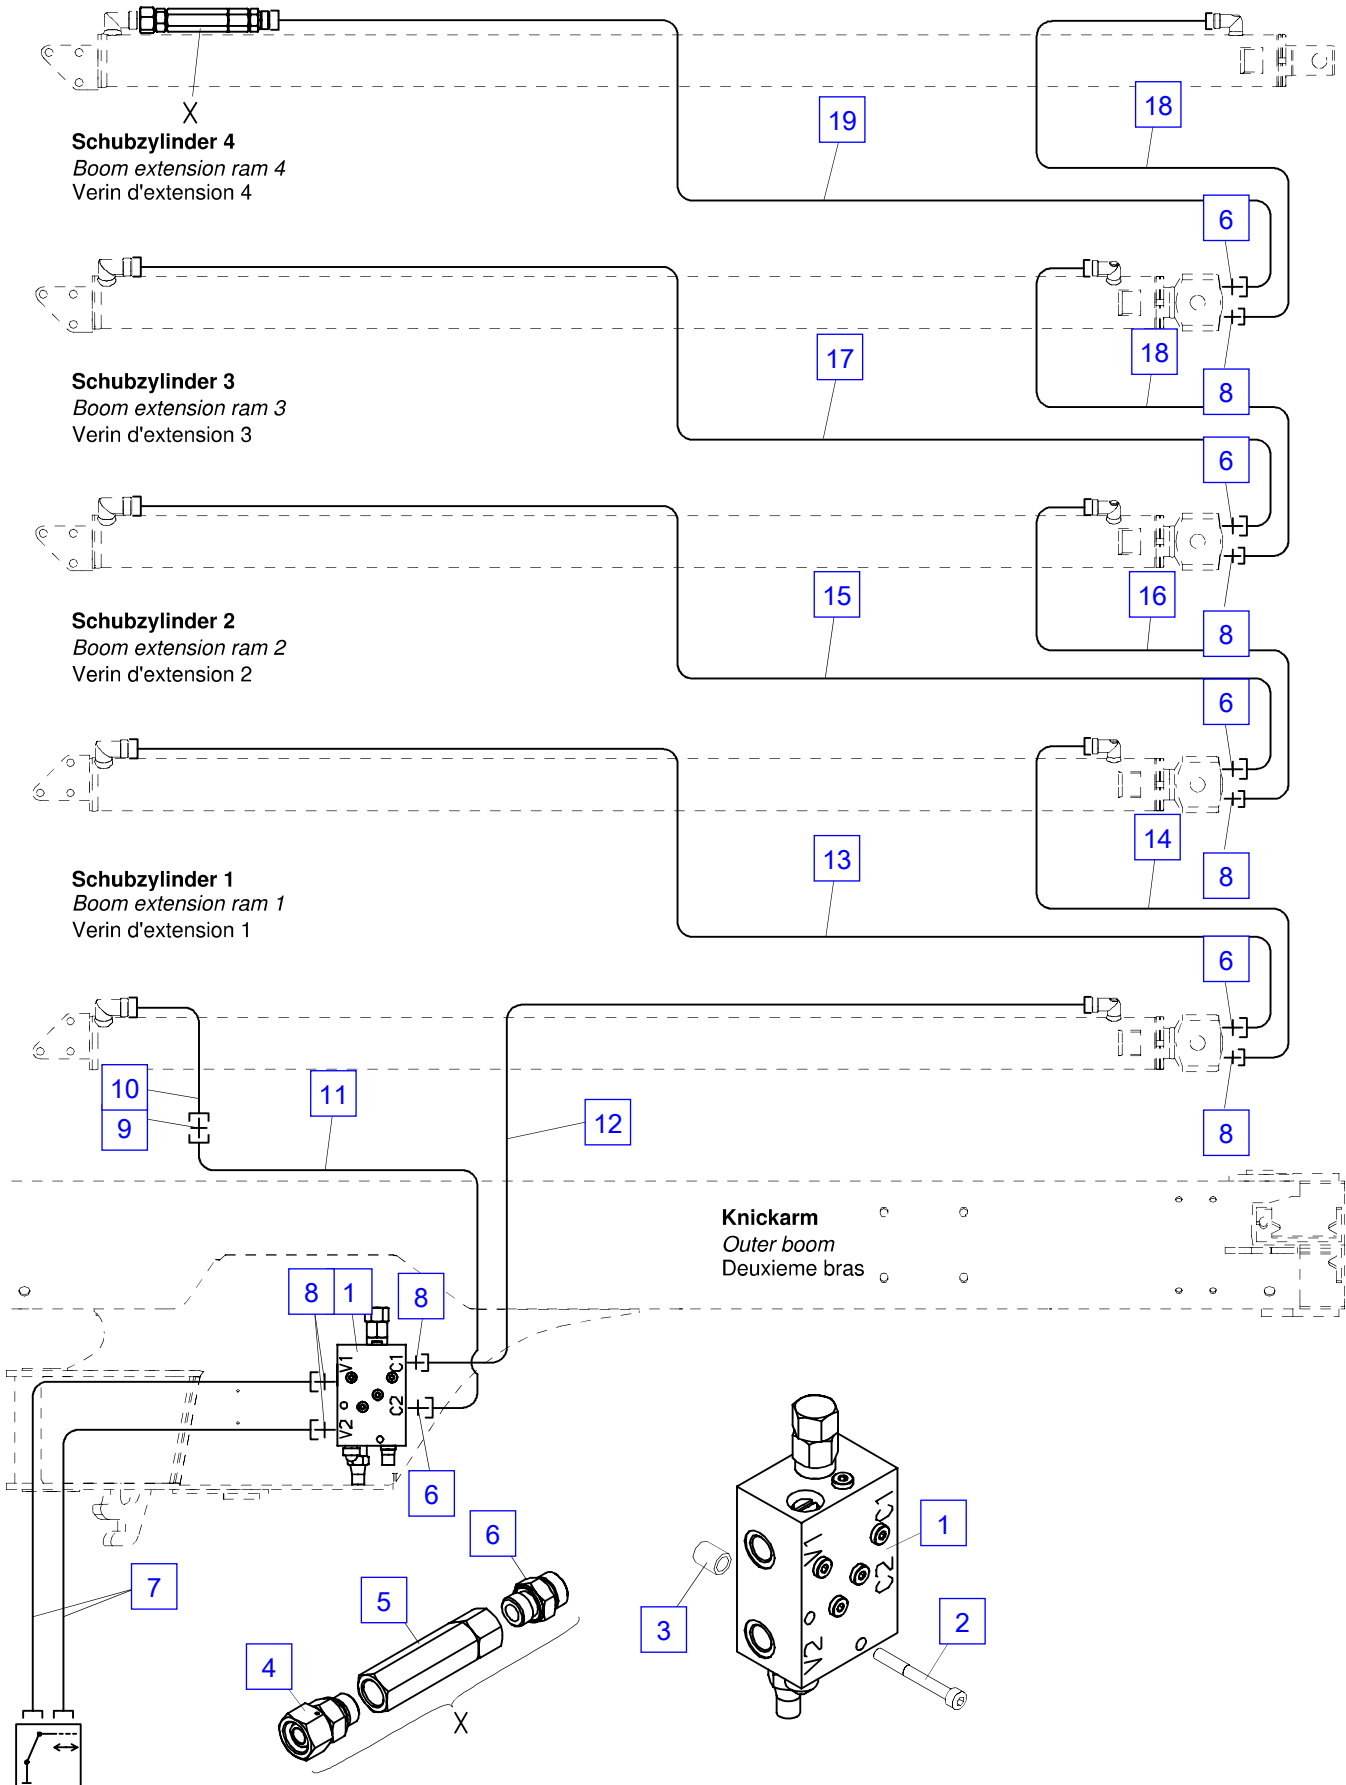 X
19
18
Schubzylinder 4
Boom extension ram 4
Verin d'extension 4
6
17
18
8
Schubzylinder 3
Boom extension ram 3
Verin d'extension 3
6
15
16
8
Schubzylinder 2
Boom extension ram 2
Verin d'extension 2
6
13
14
8
Schubzylinder 1
Boom extension ram 1
Verin d'extension 1
6
10
11
9
12
8
Knickarm
Outer boom
Deuxieme bras
8
1
8
V1
C1
V2
C2
6
7
6
5
4
X
V1
C1
V2
C2
1
3
2